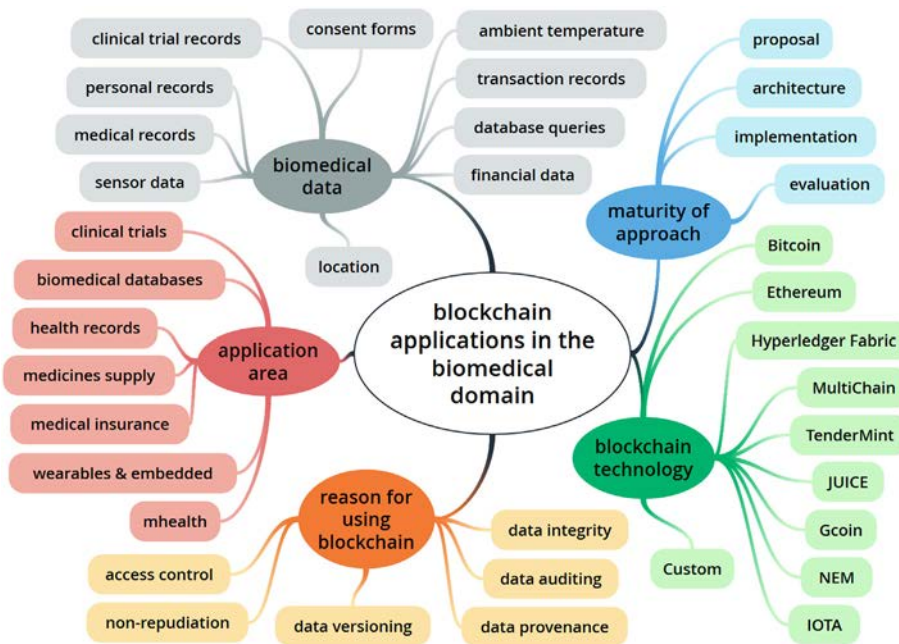 clinical trial records
consent forms
ambient temperature
personal records
transaction records
medical records
database queries
sensor data
financial data
biomedical
data
location
proposal
architecture
implementation
evaluation
maturity of
approach
clinical trials
biomedical databases
health records
medicines supply
medical insurance
wearables & embedded
mhealth
application
area
blockchain
applications in the
biomedical
domain
Bitcoin
Ethereum
Hyperledger Fabric
MultiChain
TenderMint
JUICE
Gcoin
NEM
IOTA
Custom
blockchain
technology
reason for
using
blockchain
access control
non-repudiation
data versioning
data integrity
data auditing
data provenance